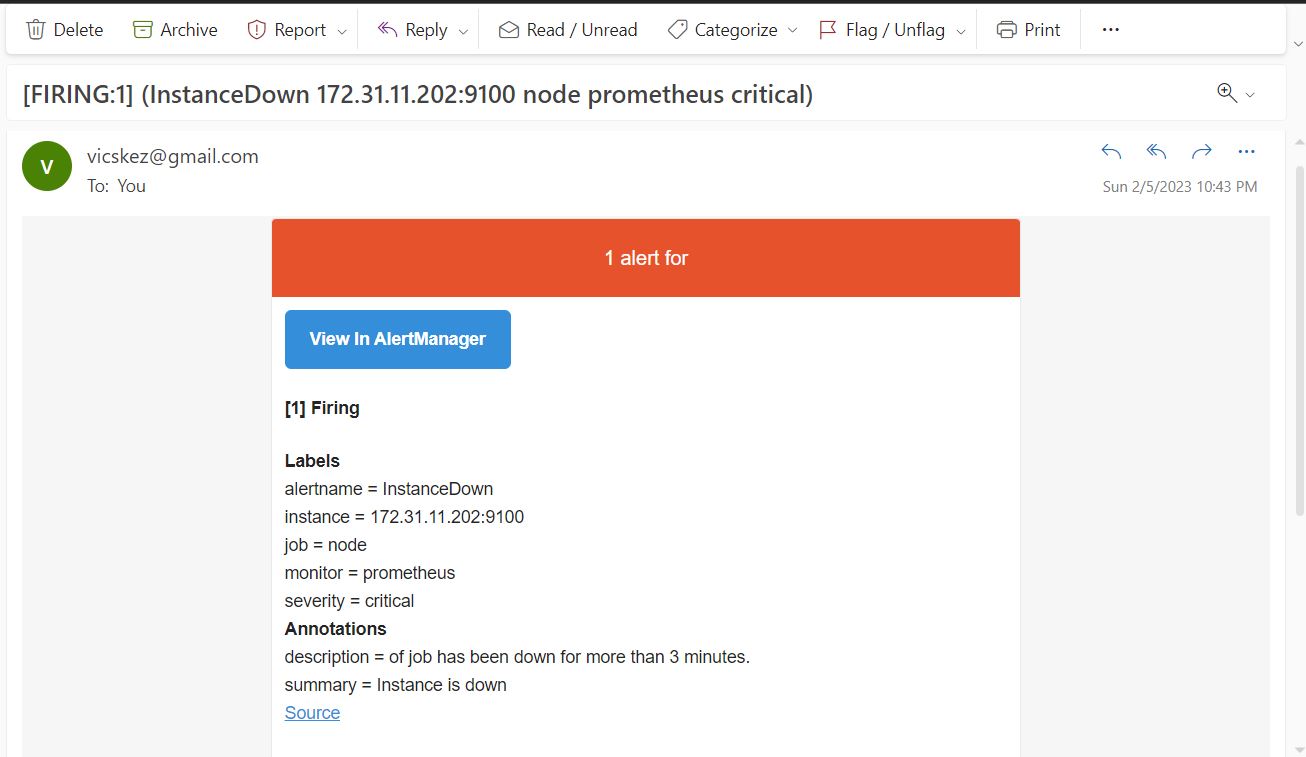 Delete Archive Report Reply Read / Unread Categorize Flag / Unflag Print ...
[FIRING:1] (InstanceDown 172.31.11.202:9100 node prometheus critical)
V
vicskez@gmail.com
To: You
Sun 2/5/2023 10:43 PM
1 alert for
View In AlertManager
[1] Firing
Labels
alertname = InstanceDown
instance = 172.31.11.202:9100
job = node
monitor = prometheus
severity = critical
Annotations
description = of job has been down for more than 3 minutes.
summary = Instance is down
Source